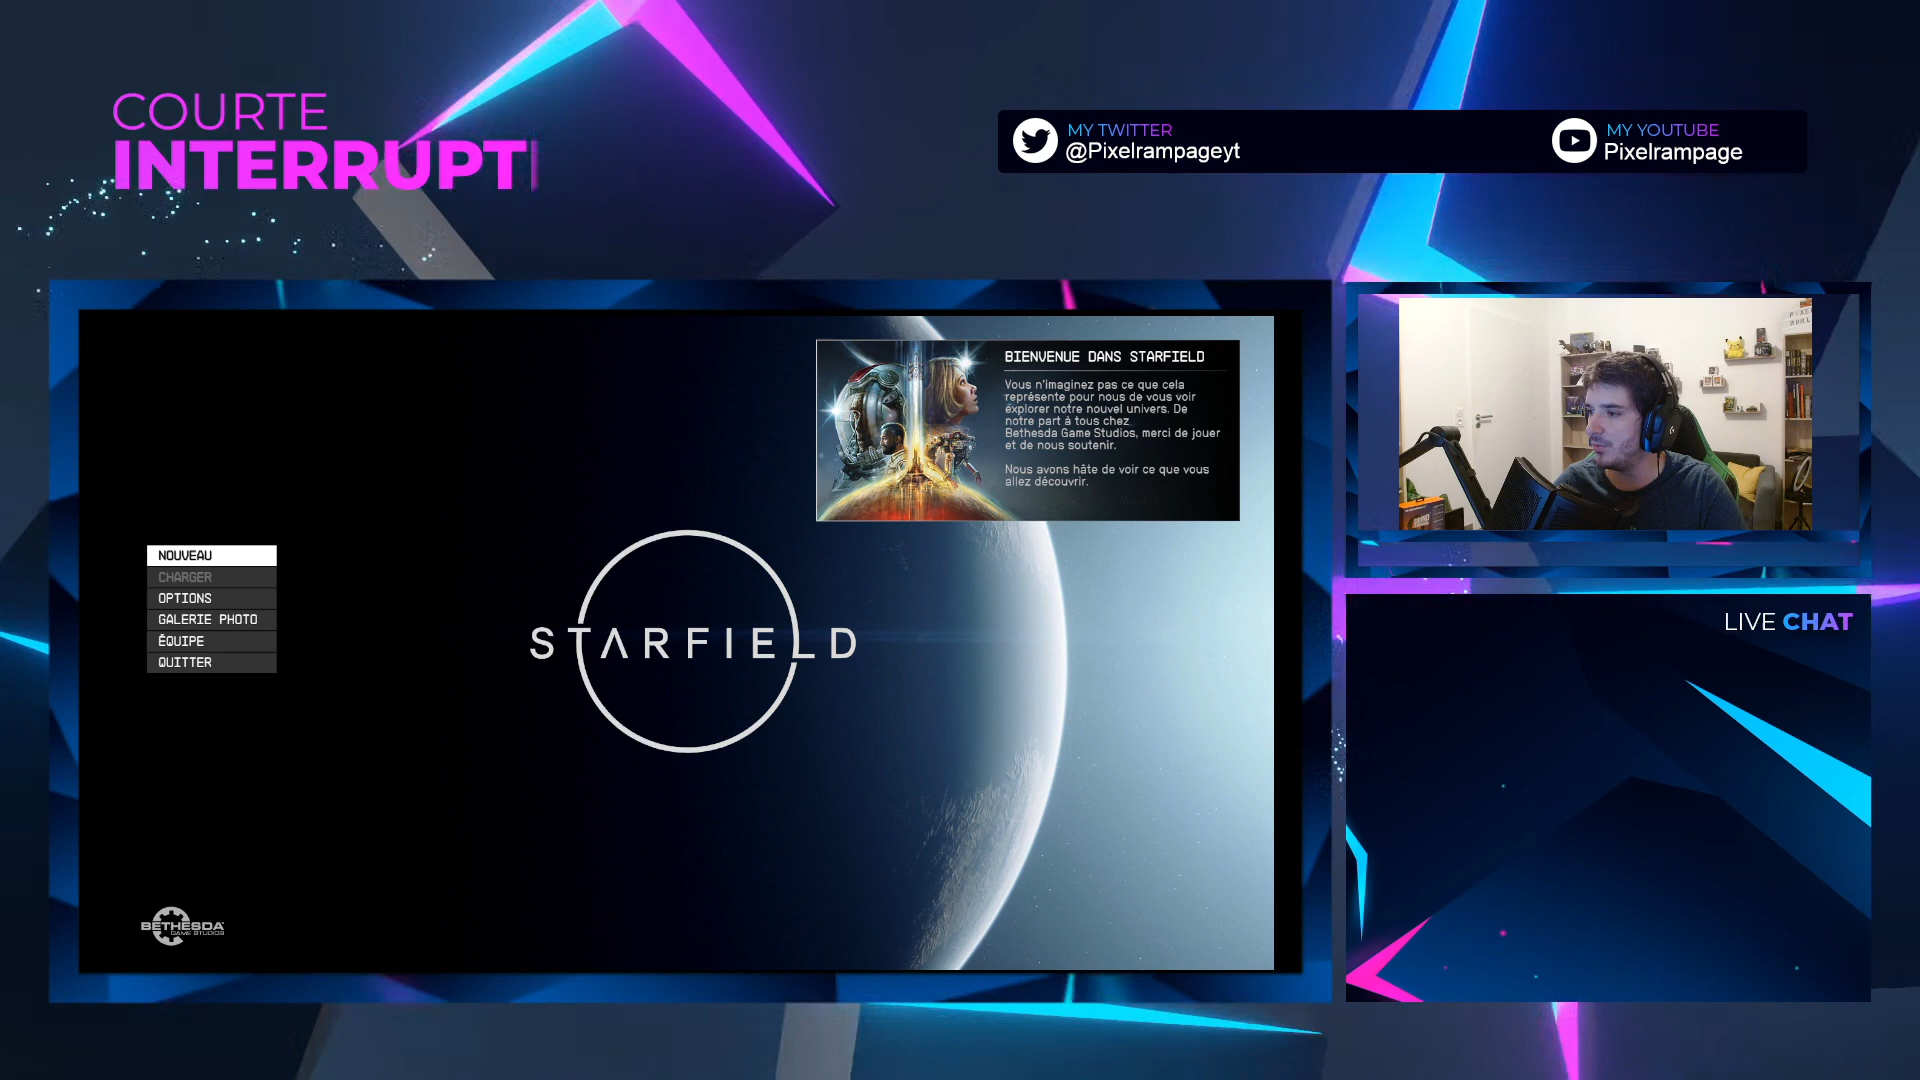 COURTE
INTERRUPT
MY TWITTER
@Pixelrampageyt
MY YOUTUBE
Pixelrampage
BIENVENUE DANS STARFIELD
Vous n'imaginez pas ce que cela
représente pour nous de vous voir
explorer notre nouvel univers. De
notre part à tous chez
Bethesda Game Studios, merci de jouer
et de nous soutenir.
Nous avons hâte de voir ce que vous
allez découvrir.
NOUVEAU
CHARGER
OPTIONS
GALERIE PHOTO
ÉQUIPE
QUITTER
STARFIELD
BETHESDA
GAME STUDIOS
LIVE CHAT